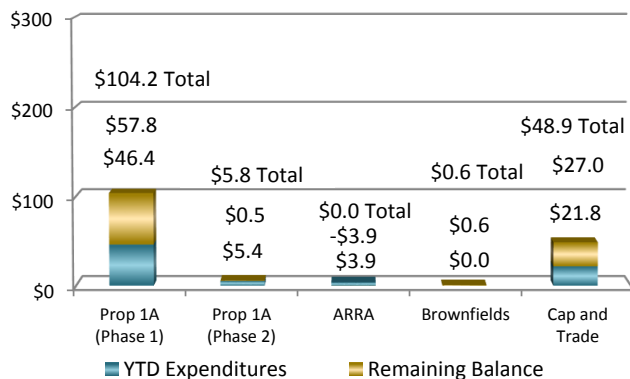 $300
$104.2 Total
$200
$57.8
$48.9 Total
$46.4
$5.8 Total
$0.6 Total
$27.0
$100
$0.5
$0.0 Total
$0.6
$21.8
-$3.9
$5.4
$3.9
$0.0
$0
Prop 1A
(Phase 1)
Prop 1A
(Phase 2)
ARRA
Brownfields
Cap and
Trade
YTD Expenditures
Remaining Balance